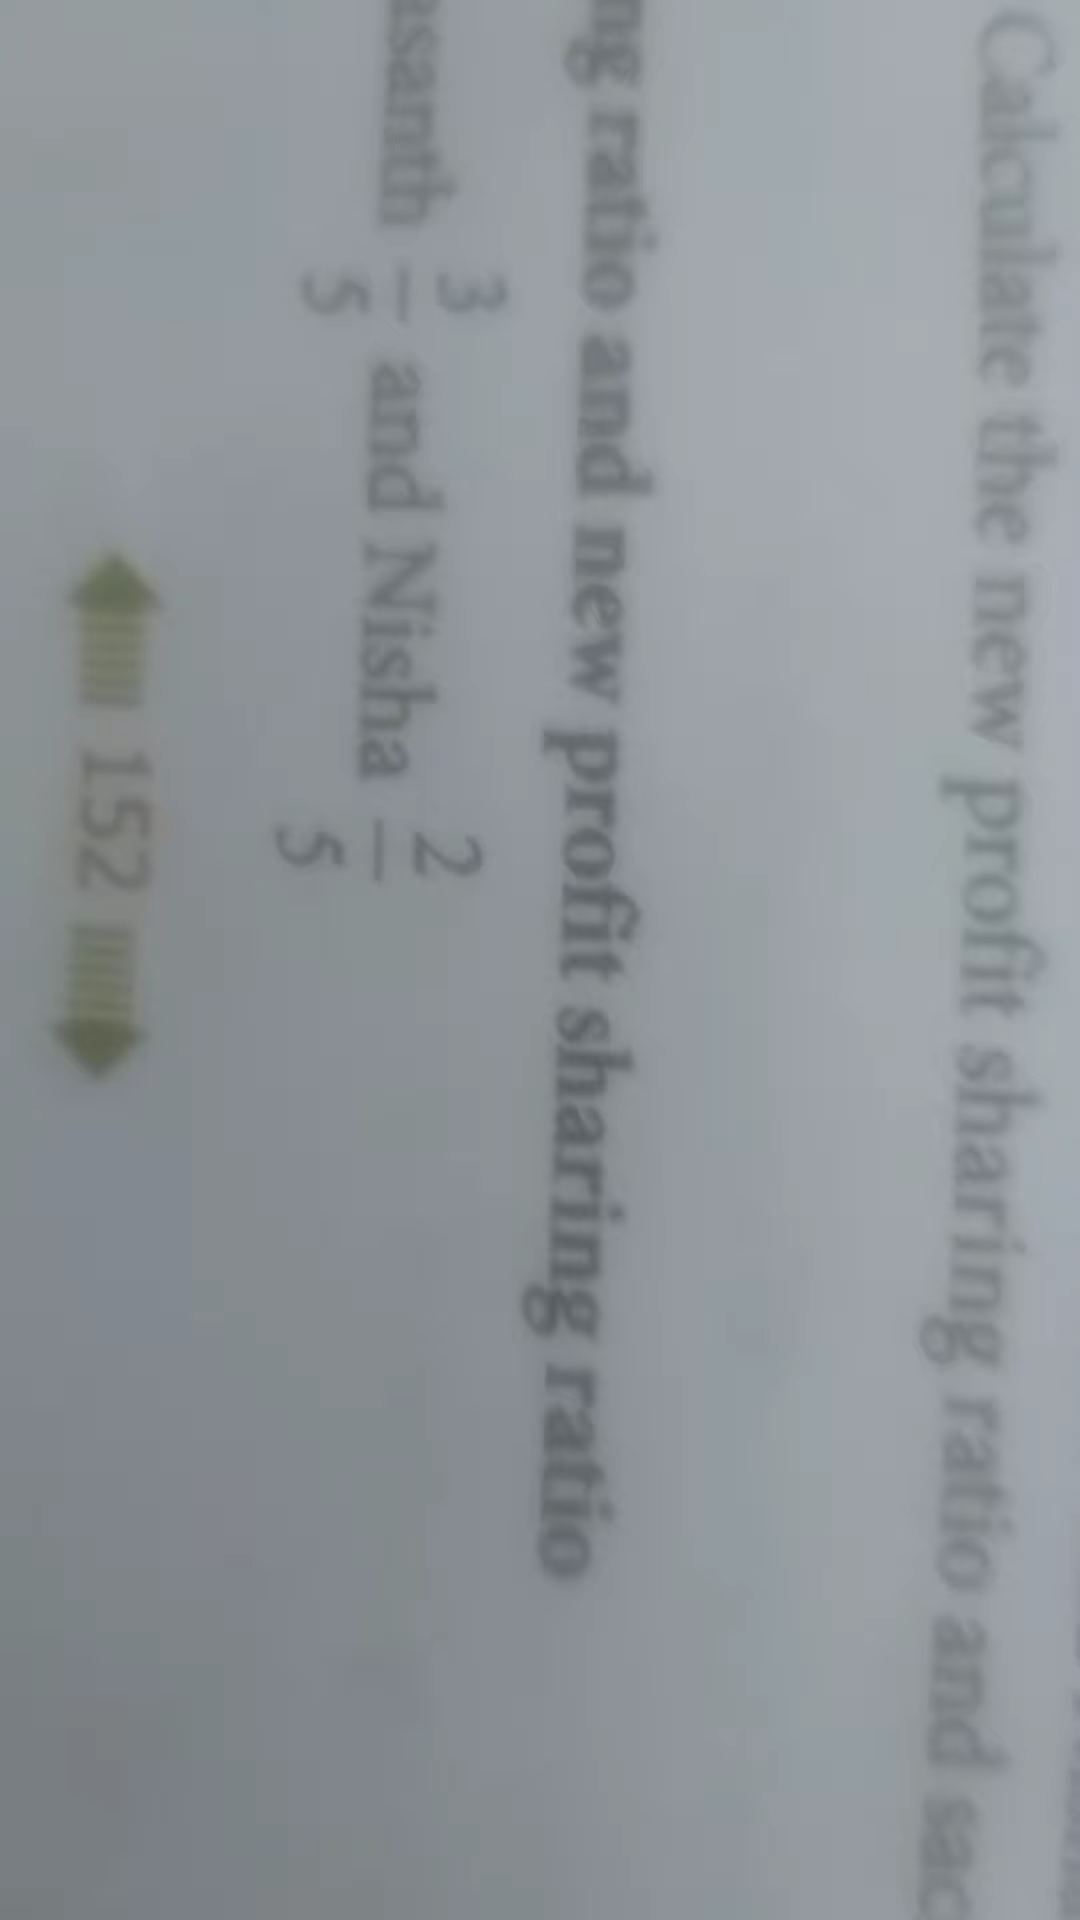 Calculate the new profit sharing ratio and sac
ng ratio and new profit sharing ratio
asanth 3/5 and Nisha 2/5
152